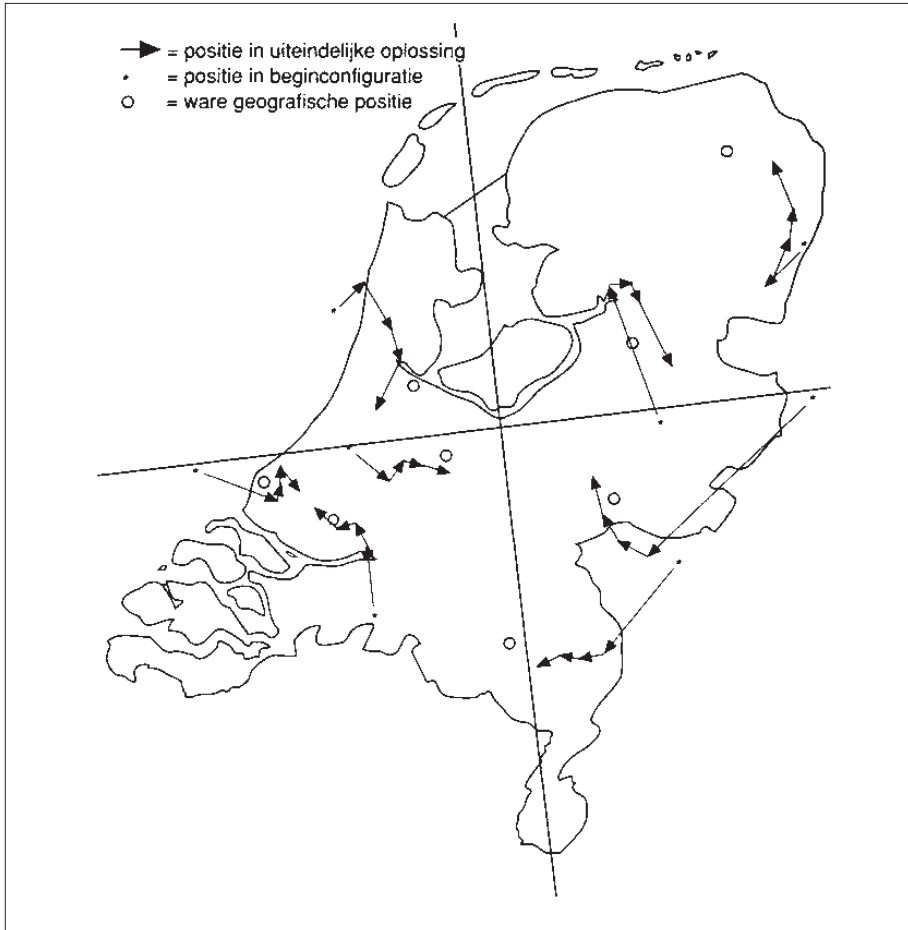 = positie in uiteindelijke oplossing
= positie in beginconfiguratie
= ware geografische positie